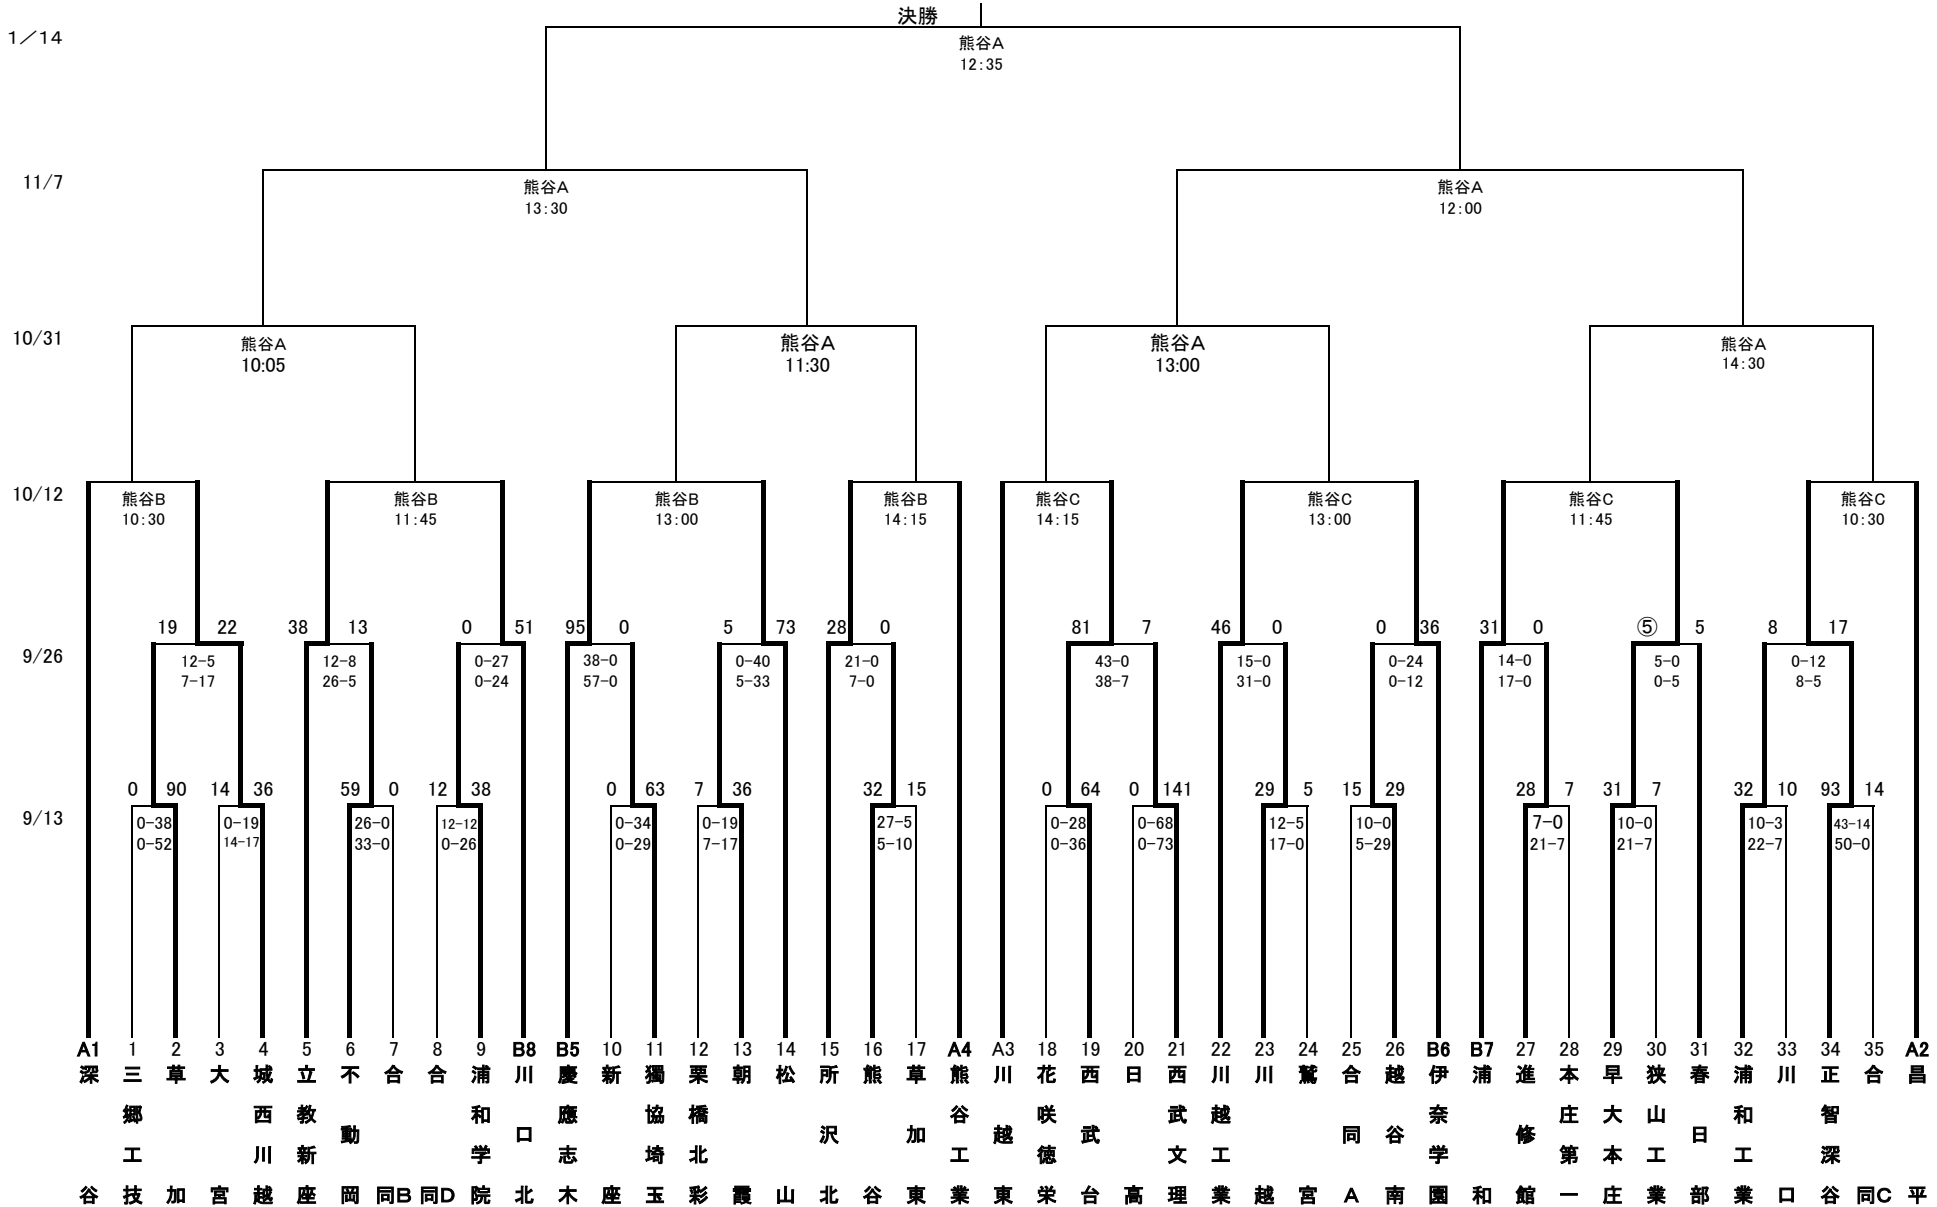 決勝
1／14
熊谷A
12:35
11/7
熊谷A 熊谷A
13:30 12:00
10/31
熊谷A 熊谷A 熊谷A 熊谷A
10:05 11:30 13:00 14:30
10/12
熊谷B 熊谷B 熊谷B 熊谷B 熊谷C 熊谷C 熊谷C 熊谷C
10:30 11:45 13:00 14:15 14:15 13:00 11:45 10:30
19 22 38 13 0 51 95 0 5 73 28 0 81 7 46 0 0 36 31 0 ⑤ 5 8 17
9/26
12-5 12-8 0-27 38-0 0-40 21-0 43-0 15-0 0-24 14-0 5-0 0-12
7-17 26-5 0-24 57-0 5-33 7-0 38-7 31-0 0-12 17-0 0-5 8-5
0 90 14 36 59 0 12 38 0 63 7 36 32 15 0 64 0 141 29 5 15 29 28 7 31 7 32 10 93 14
9/13
0-38 0-19 26-0 12-12 0-34 0-19 27-5 0-28 0-68 12-5 10-0 7-0 10-0 10-3 43-14
0-52 14-17 33-0 0-26 0-29 7-17 5-10 0-36 0-73 17-0 5-29 21-7 21-7 22-7 50-0
A1 1 2 3 4 5 6 7 8 9 B8 B5 10 11 12 13 14 15 16 17 A4 A3 18 19 20 21 22 23 24 25 26 B6 B7 27 28 29 30 31 32 33 34 35 A2
深谷
三郷工技
草加
大宮
城西川越
立教新座
不動岡
合同B
合同D
浦和学院
川口北
慶應志木
新座
獨協埼玉
栗橋北彩
朝霞
松山
所沢北
熊谷
草加東
熊谷工業
川越東
花咲徳栄
西武台
日高
西武文理
川越工業
川越
鷲宮
合同A
越谷南
伊奈学園
浦和
進修館
本庄第一
早大本庄
狭山工業
春日部
浦和工業
川口
正智深谷
合同C
昌平